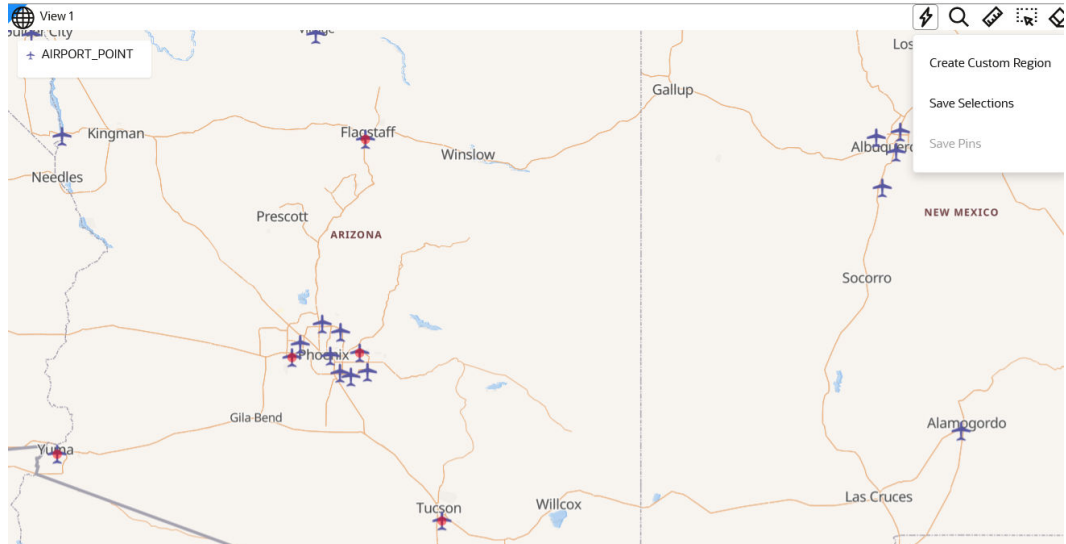 View 1
AIRPORT_POINT
Los
Create Custom Region
Gallup
Save Selections
Kingman
Flagstaff
Winslow
Save Pins
Needles
Prescott
ARIZONA
NEW MEXICO
Socorro
Phoenix
Gila Bend
Alamogordo
Yuma
Las Cruces
Tucson
Willcox